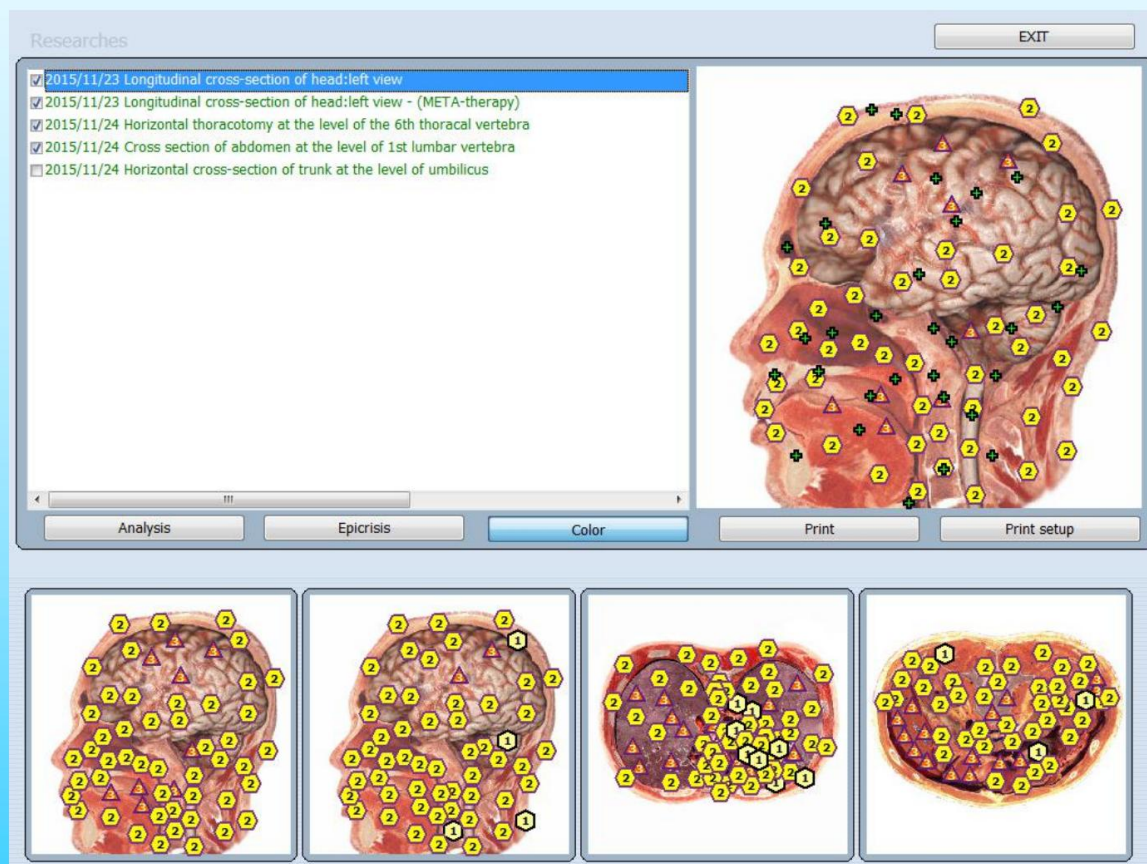 Researches
EXIT
2015/11/23 Longitudinal cross-section of head:left view
2015/11/23 Longitudinal cross-section of head:left view - (META-therapy)
2015/11/24 Horizontal thoracotomy at the level of the 6th thoracal vertebra
2015/11/24 Cross section of abdomen at the level of 1st lumbar vertebra
2015/11/24 Horizontal cross-section of trunk at the level of umbilicus
Analysis
Epicrisis
Color
Print
Print setup